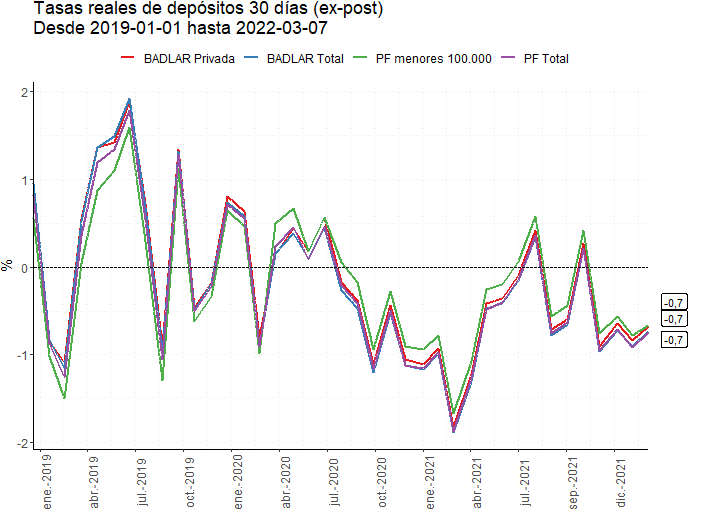 Tasas reales de depósitos 30 días (ex-post)
Desde 2019-01-01 hasta 2022-03-07
BADLAR Privada BADLAR Total PF menores 100.000 PF Total
2
1
0
-1
-2
%
-0,7
-0,7
-0,7
ene.-2019
abr.-2019
jul.-2019
oct.-2019
ene.-2020
abr.-2020
jul.-2020
oct.-2020
ene.-2021
abr.-2021
jul.-2021
sep.-2021
dic.-2021